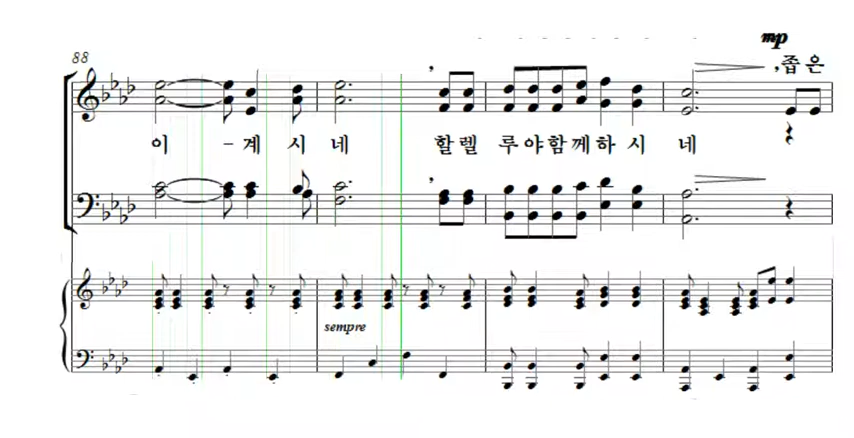 mp
88
,좁은
이 -계 시 네 할렐 루야함께하 시 네
sempre